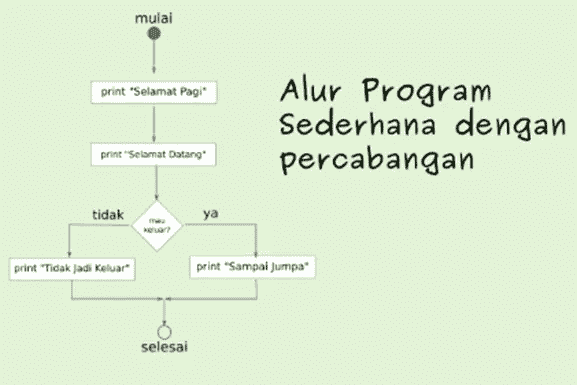 mulai
print "Selamat Pagi"
print "Selamat Datang"
mau
keluar?
tidak
ya
print "Tidak Jadi Keluar"
print "Sampai Jumpa"
selesai
Alur Program
Sederhana dengan
percabangan